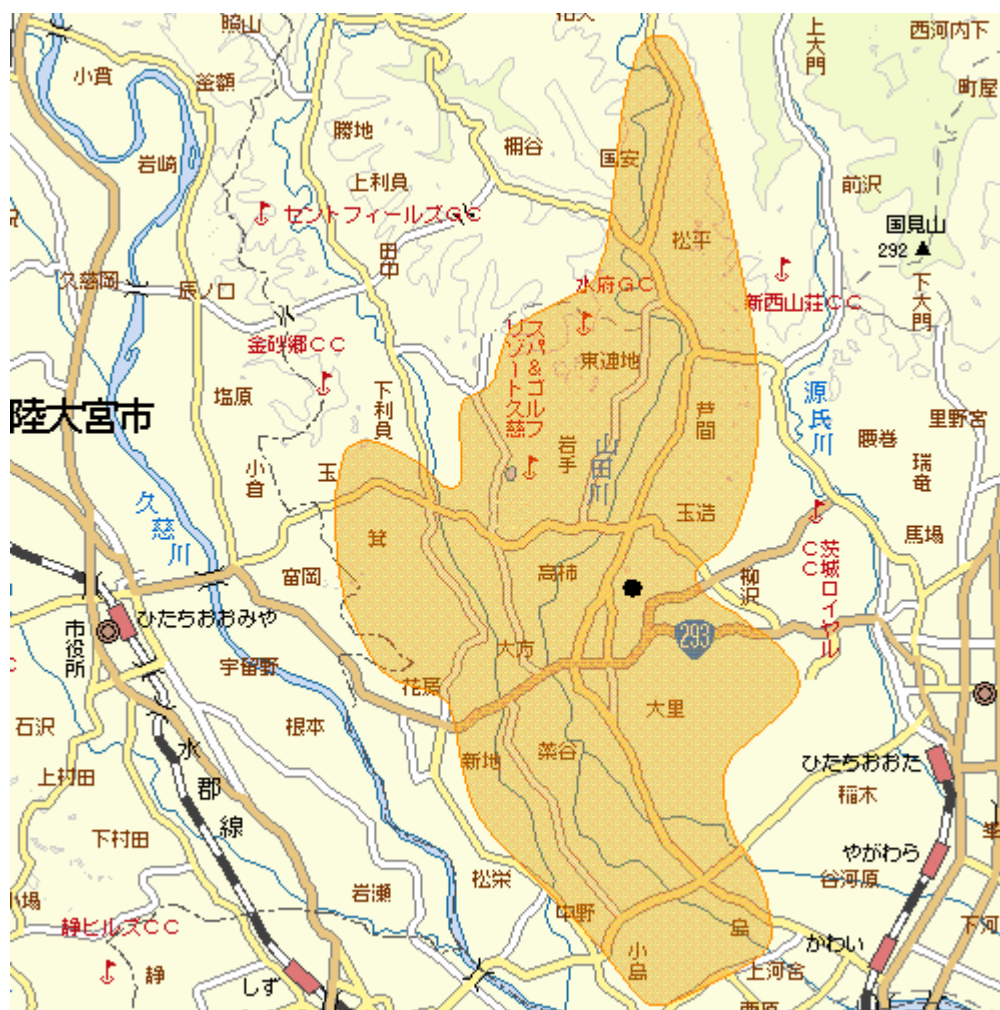 照山
小貫
釜額
上大門
西河内下
町屋
勝地
棚谷
国安
岩崎
上利員
前沢
セントフィールズGC
国見山
292
松平
田中
久慈岡
辰ノ口
水府GC
新西山荘CC
下大門
金砂郷CC
スパ&ゴルフ
リゾート久慈
東連地
塩原
下利員
芦間
源氏川
里野宮
陸大宮市
腰巻
岩手
山田川
瑞竜
小倉
玉
玉造
久慈川
馬場
箕
高柿
富岡
柳沢
茨城ロイヤル
CC
ひたちおおみや
市役所
293
大方
宇留野
花房
大里
石沢
根本
新地
薬谷
ひたちおおた
上村田
水郡線
稲木
下村田
やがわら
谷河原
岩瀬
松栄
静ヒルズCC
中野
島
小島
かわい
上河合
下河
静
しず